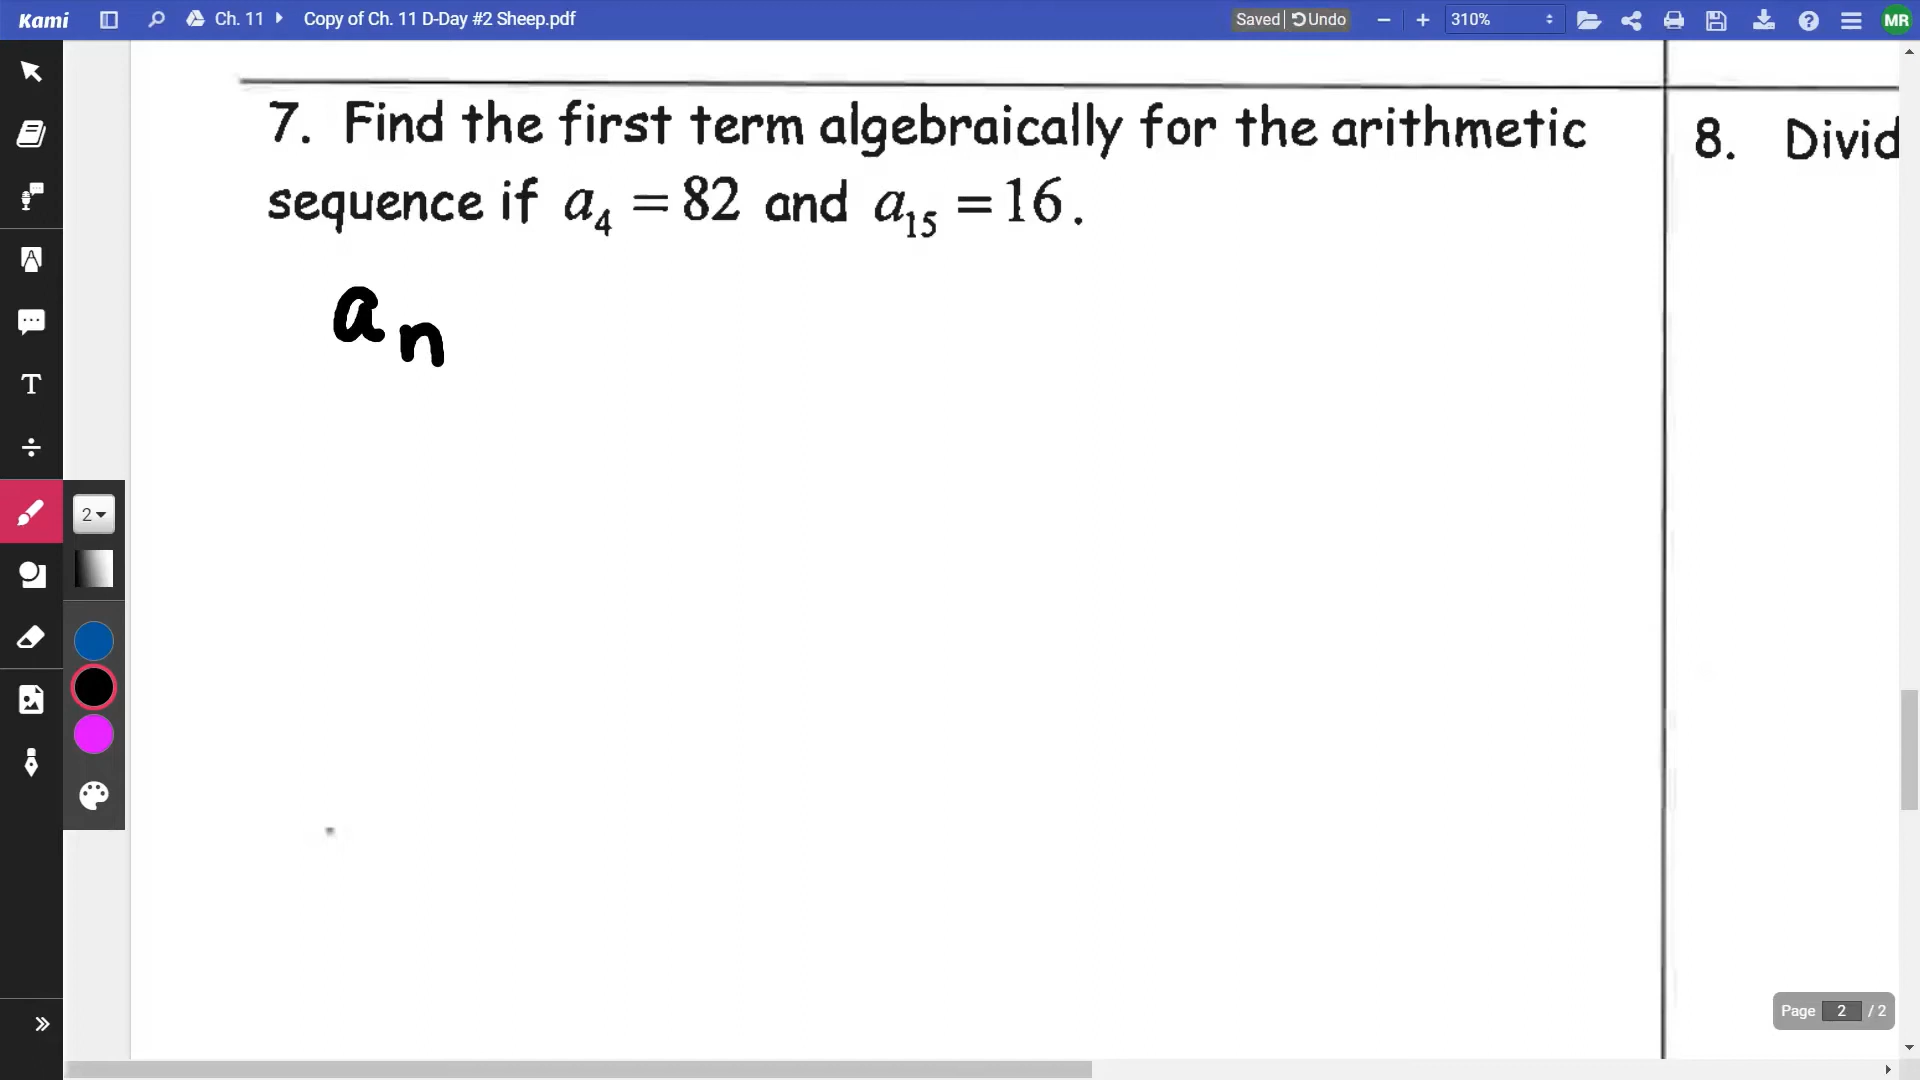 Kami
Ch. 11
Copy of Ch. 11 D-Day #2 Sheep.pdf
Saved
Undo
310%
MR
7. Find the first term algebraically for the arithmetic
sequence if a₄ = 82 and a₁₅ = 16.
8. Divid
aₙ
T
2
Page 2 / 2